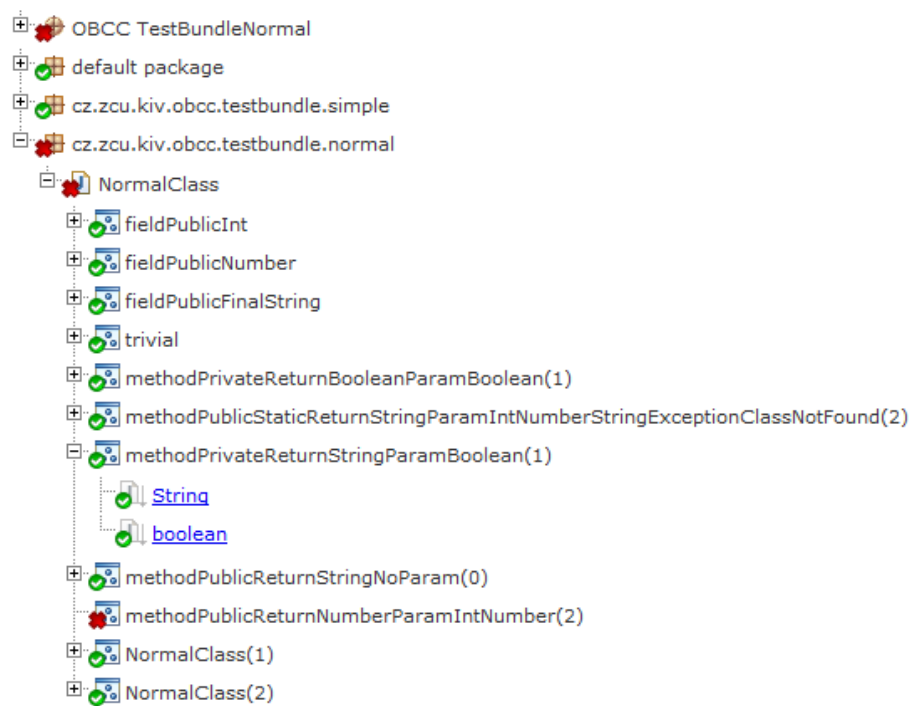 OBCC TestBundleNormal
default package
cz.zcu.kiv.obcc.testbundle.simple
cz.zcu.kiv.obcc.testbundle.normal
NormalClass
fieldPublicInt
fieldPublicNumber
fieldPublicFinalString
trivial
methodPrivateReturnBooleanParamBoolean(1)
methodPublicStaticReturnStringParamIntNumberStringExceptionClassNotFound(2)
methodPrivateReturnStringParamBoolean(1)
String
boolean
methodPublicReturnStringNoParam(0)
methodPublicReturnNumberParamIntNumber(2)
NormalClass(1)
NormalClass(2)